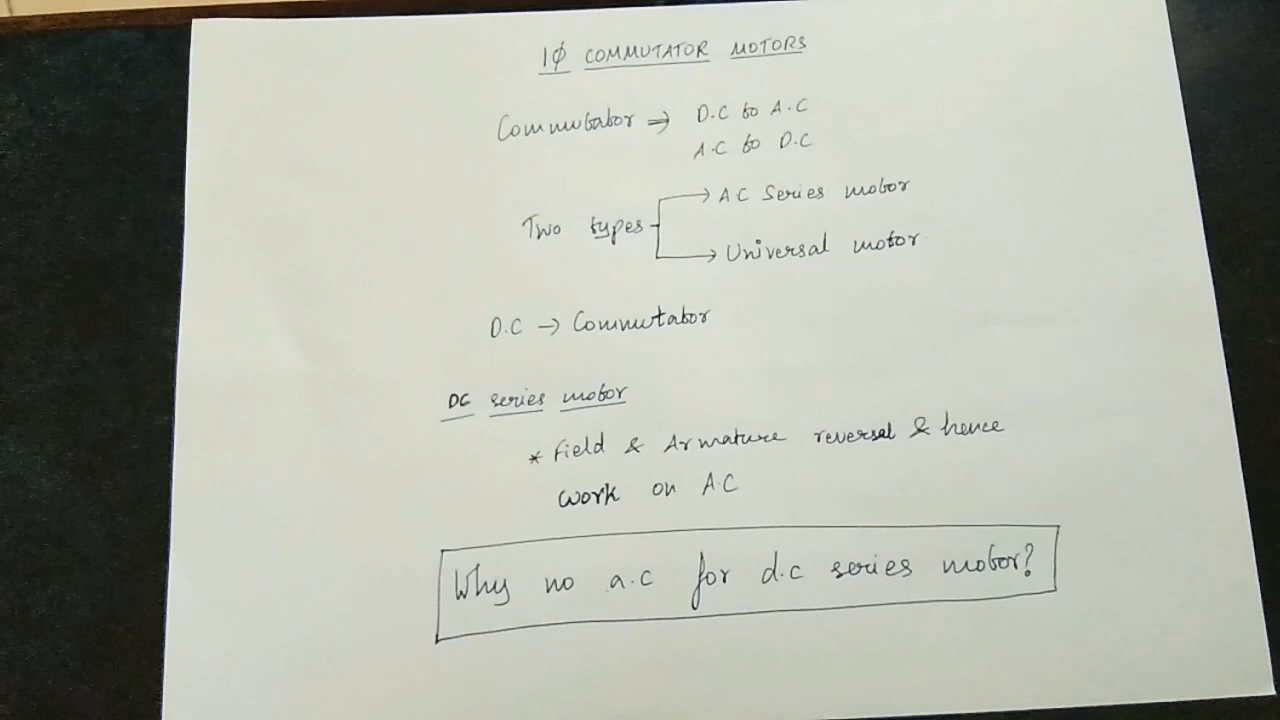 1φ COMMUTATOR MOTORS
Commutator ⇒ D.C to A.C
A.C to D.C
Two types → AC Series motor
→ Universal motor
D.C → Commutator
DC series motor
* Field & Armature reversal & hence
work on A.C
Why no a.c for d.c series motor?